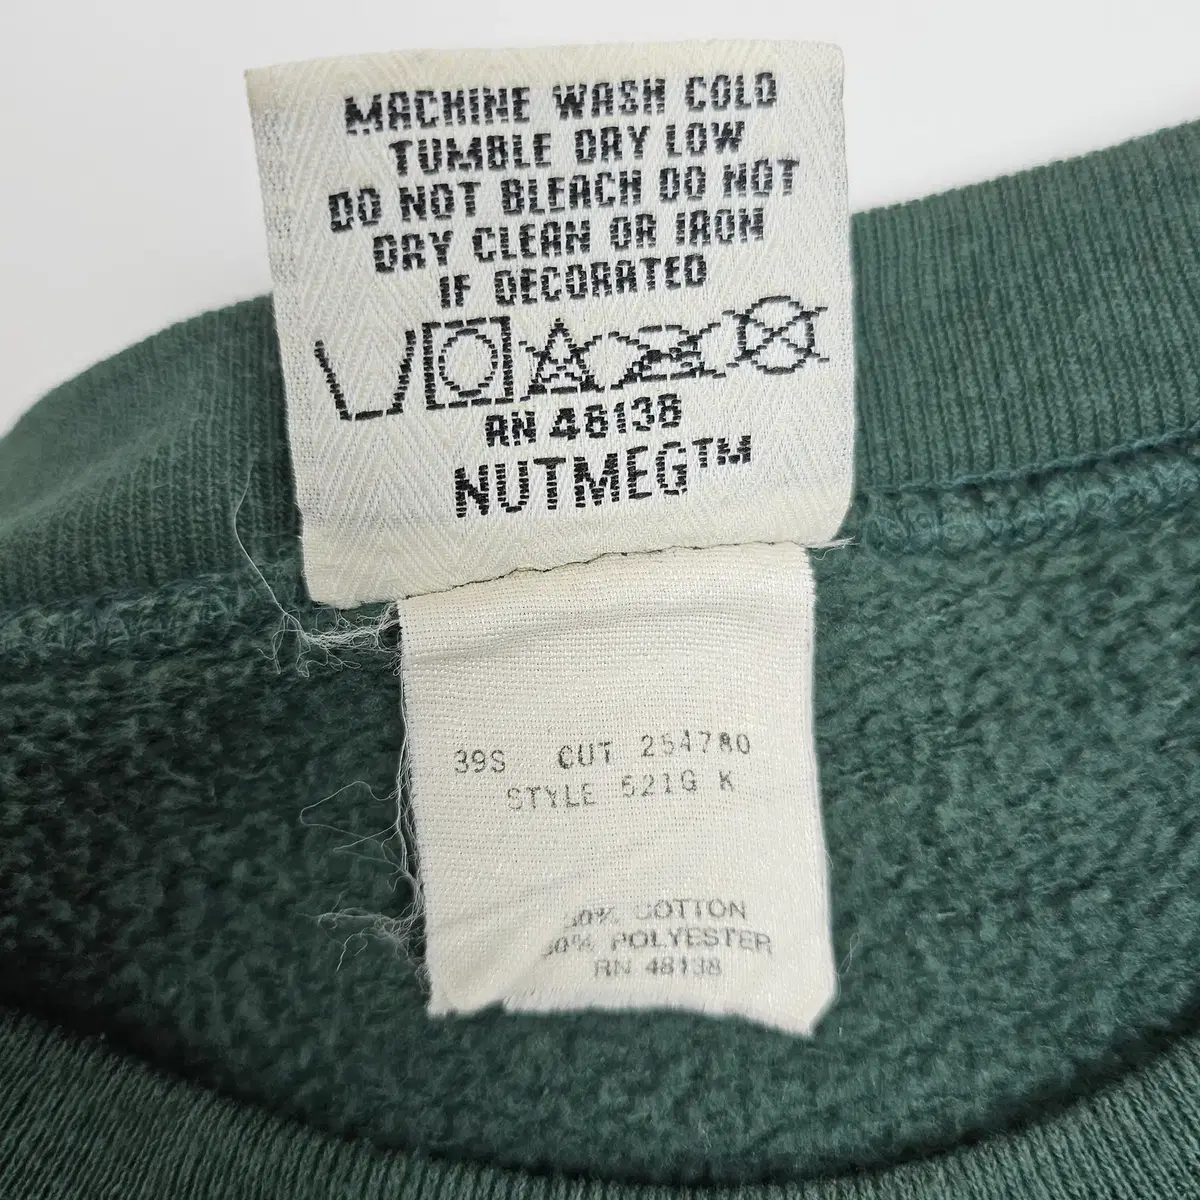 MACHINE WASH COLD
TUMBLE DRY LOW
DO NOT BLEACH DO NOT
DRY CLEAN OR IRON
IF DECORATED
RN 48138
NUTMEG™
39S CUT 254780
STYLE 521G K
COTTON
POLYESTER
RN 48138